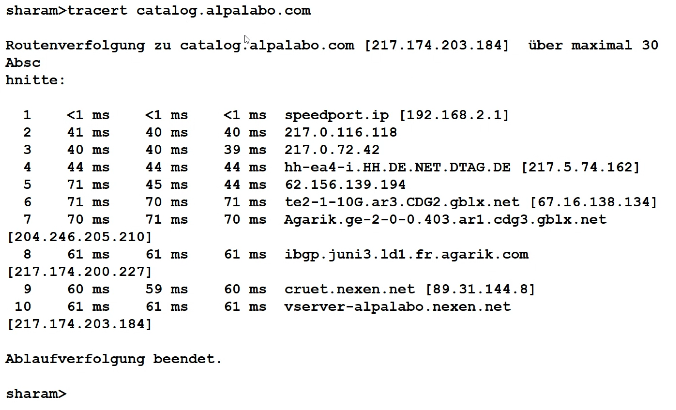 sharam>tracert catalog.alpalabo.com
Routenverfolgung zu catalog.alpalabo.com [217.174.203.184]  über maximal 30
Absc
hnitte:
1    <1 ms    <1 ms    <1 ms  speedport.ip [192.168.2.1]
2    41 ms    40 ms    40 ms  217.0.116.118
3    40 ms    40 ms    39 ms  217.0.72.42
4    44 ms    44 ms    44 ms  hh-ea4-i.HH.DE.NET.DTAG.DE [217.5.74.162]
5    71 ms    45 ms    44 ms  62.156.139.194
6    71 ms    70 ms    71 ms  te2-1-10G.ar3.CDG2.gblx.net [67.16.138.134]
7    70 ms    71 ms    70 ms  Agarik.ge-2-0-0.403.ar1.cdg3.gblx.net
[204.246.205.210]
8    61 ms    61 ms    61 ms  ibgp.juni3.ld1.fr.agarik.com
[217.174.200.227]
9    60 ms    59 ms    60 ms  cruet.nexen.net [89.31.144.8]
10    61 ms    61 ms    61 ms  vserver-alpalabo.nexen.net
[217.174.203.184]
Ablaufverfolgung beendet.
sharam>